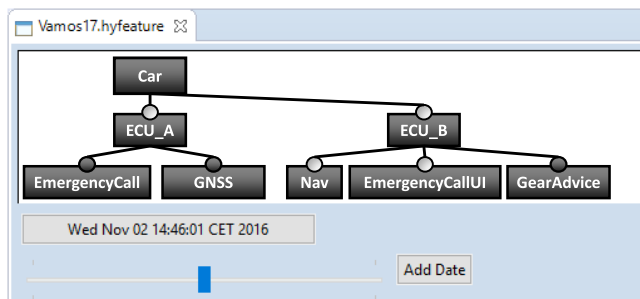 Vamos17.hyfeature
Car
ECU_A ECU_B
EmergencyCall GNSS Nav EmergencyCallUI GearAdvice
Wed Nov 02 14:46:01 CET 2016
Add Date